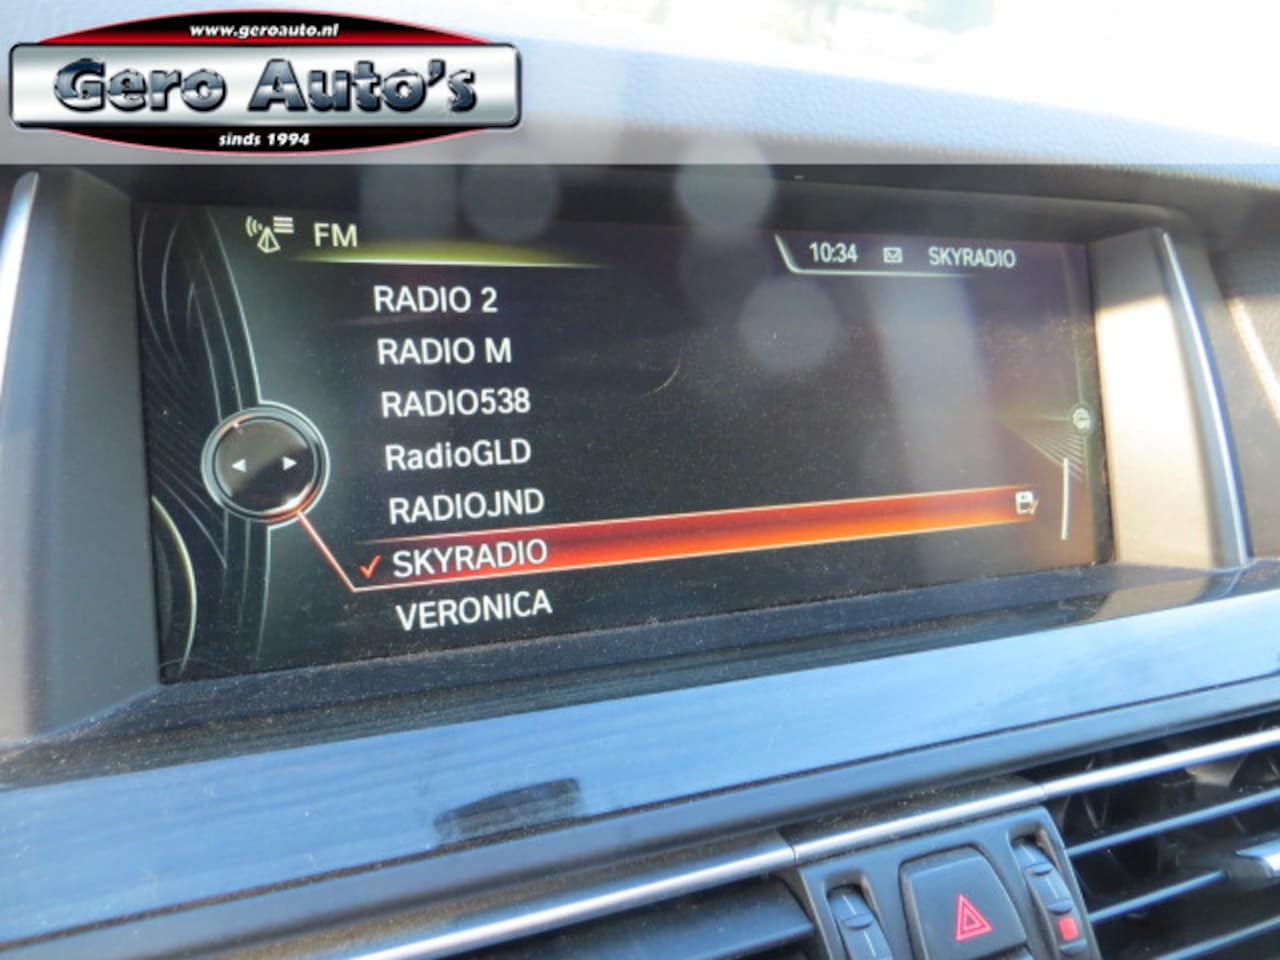 www.geroauto.nl
Gero Auto's
sinds 1994
FM
10:34 SKYRADIO
RADIO 2
RADIO M
RADIO538
RadioGLD
RADIOJND
SKYRADIO
VERONICA